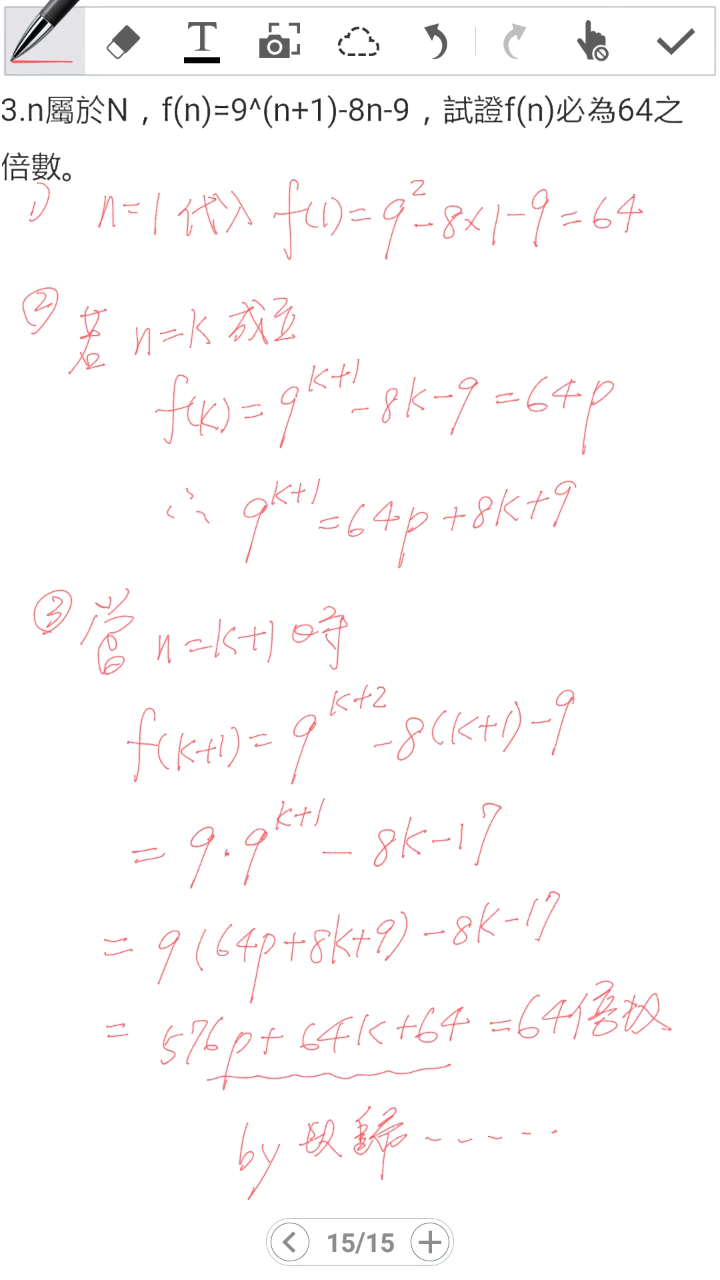 T
3.n屬於N，f(n)=9^(n+1)-8n-9，試證f(n)必為64之
倍數。
1) n=1 代入 f(1)=9²-8×1-9=64
② 若 n=k 成立
f(k)=9^{k+1}-8k-9=64p
∴ 9^{k+1}=64p+8k+9
③ 當 n=k+1 時
f(k+1)=9^{k+2}-8(k+1)-9
=9·9^{k+1}-8k-17
=9(64p+8k+9)-8k-17
=576p+64k+64=64倍数
by 数歸------
15/15